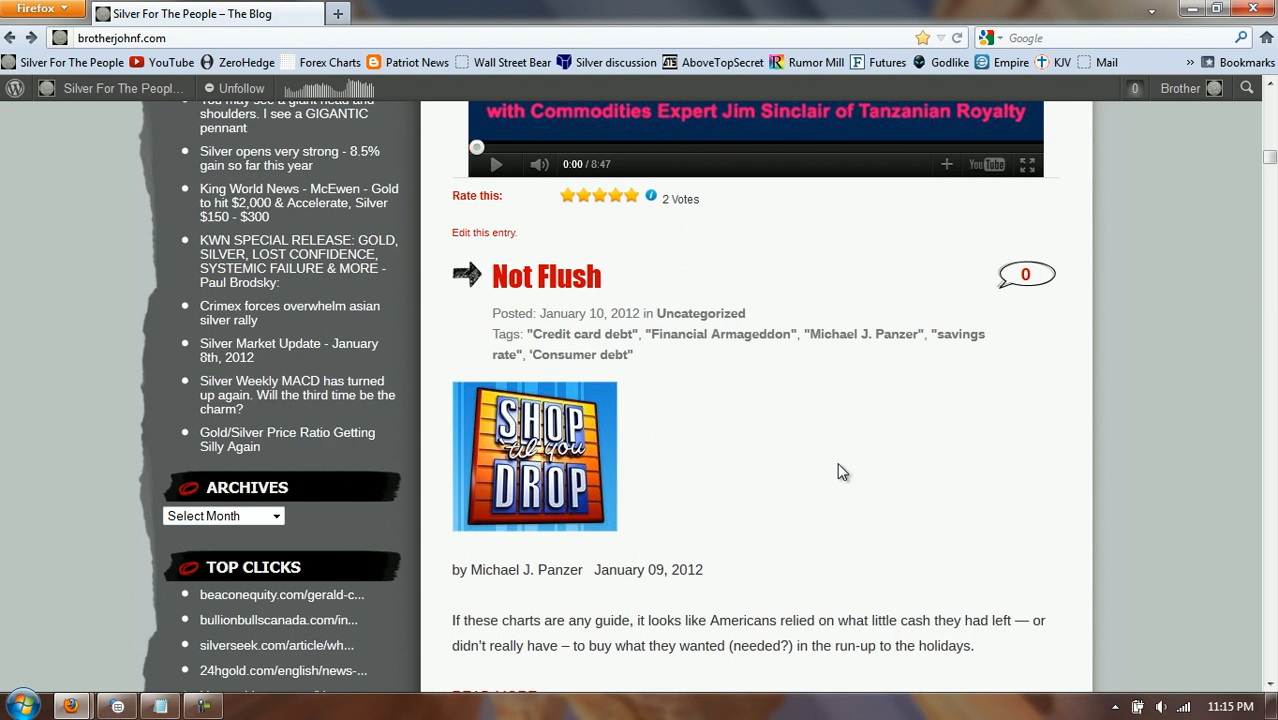 Firefox
Silver For The People – The Blog
brotherjohnf.com
Google
Silver For The People
YouTube
ZeroHedge
Forex Charts
Patriot News
Wall Street Bear
Silver discussion
AboveTopSecret
Rumor Mill
Futures
Godlike
Empire
KJV
Mail
»
Bookmarks
Silver For The Peopl...
Unfollow
0
Brother
You may see a giant head and
shoulders. I see a GIGANTIC
pennant
Silver opens very strong - 8.5%
gain so far this year
King World News - McEwen - Gold
to hit $2,000 & Accelerate, Silver
$150 - $300
KWN SPECIAL RELEASE: GOLD,
SILVER, LOST CONFIDENCE,
SYSTEMIC FAILURE & MORE -
Paul Brodsky:
Crimex forces overwhelm asian
silver rally
Silver Market Update - January
8th, 2012
Silver Weekly MACD has turned
up again. Will the third time be the
charm?
Gold/Silver Price Ratio Getting
Silly Again
ARCHIVES
Select Month
TOP CLICKS
beaconequity.com/gerald-c...
bullionbullscanada.com/in...
silverseek.com/article/wh...
24hgold.com/english/news-...
with Commodities Expert Jim Sinclair of Tanzanian Royalty
0:00 / 8:47
YouTube
Rate this:
2 Votes
Edit this entry.
Not Flush
0
Posted: January 10, 2012 in Uncategorized
Tags: "Credit card debt", "Financial Armageddon", "Michael J. Panzer", "savings
rate", 'Consumer debt"
SHOP
til you
DROP
by Michael J. Panzer   January 09, 2012
If these charts are any guide, it looks like Americans relied on what little cash they had left — or
didn't really have – to buy what they wanted (needed?) in the run-up to the holidays.
READ MORE
11:15 PM